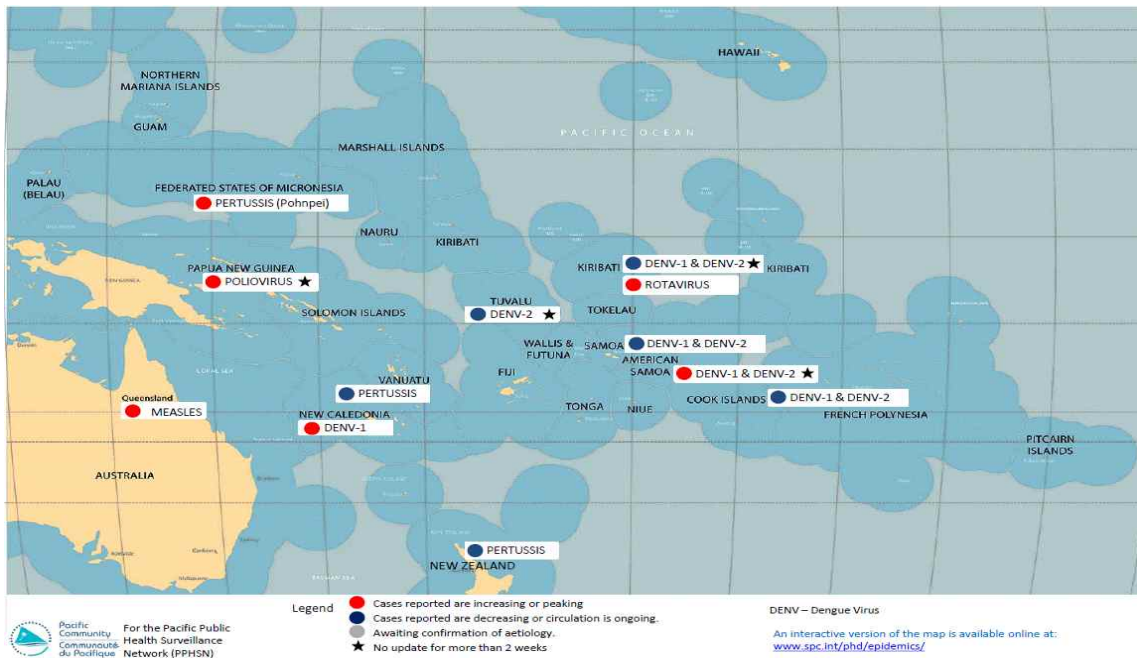 HAWAII
NORTHERN
MARIANA ISLANDS
GUAM
PACIFIC OCEAN
MARSHALL ISLANDS
PALAU
(BELAU)
FEDERATED STATES OF MICRONESIA
PERTUSSIS (Pohnpei)
NAURU
KIRIBATI
KIRIBATI
DENV-1 & DENV-2 ★
KIRIBATI
ROTAVIRUS
PAPUA NEW GUINEA
POLIOVIRUS ★
TUVALU
DENV-2 ★
TOKELAU
SOLOMON ISLANDS
WALLIS &
FUTUNA
SAMOA
DENV-1 & DENV-2
AMERICAN
SAMOA
DENV-1 & DENV-2 ★
CORAL SEA
VANUATU
PERTUSSIS
FIJI
Queensland
MEASLES
NEW CALEDONIA
DENV-1
TONGA
NIUE
COOK ISLANDS
DENV-1 & DENV-2
FRENCH POLYNESIA
PITCAIRN
ISLANDS
AUSTRALIA
PERTUSSIS
NEW ZEALAND
Legend
Cases reported are increasing or peaking
Cases reported are decreasing or circulation is ongoing.
Awaiting confirmation of aetiology.
★ No update for more than 2 weeks
DENV – Dengue Virus
An interactive version of the map is available online at:
www.spc.int/phd/epidemics/
Pacific
Community
Communauté
du Pacifique
For the Pacific Public
Health Surveillance
Network (PPHSN)